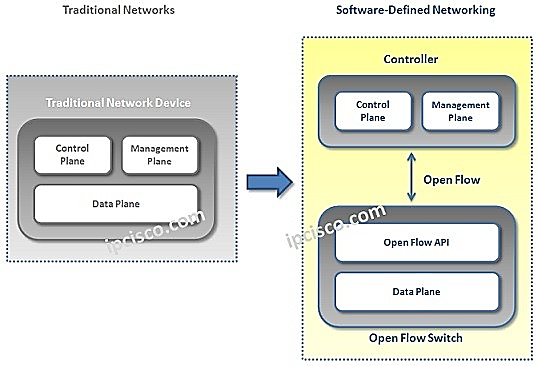 Traditional Networks
Software-Defined Networking
Traditional Network Device
Control
Plane
Management
Plane
Data Plane
ipcisco.com
Controller
Control
Plane
Management
Plane
Open Flow
ipcisco.com
Open Flow API
Data Plane
Open Flow Switch